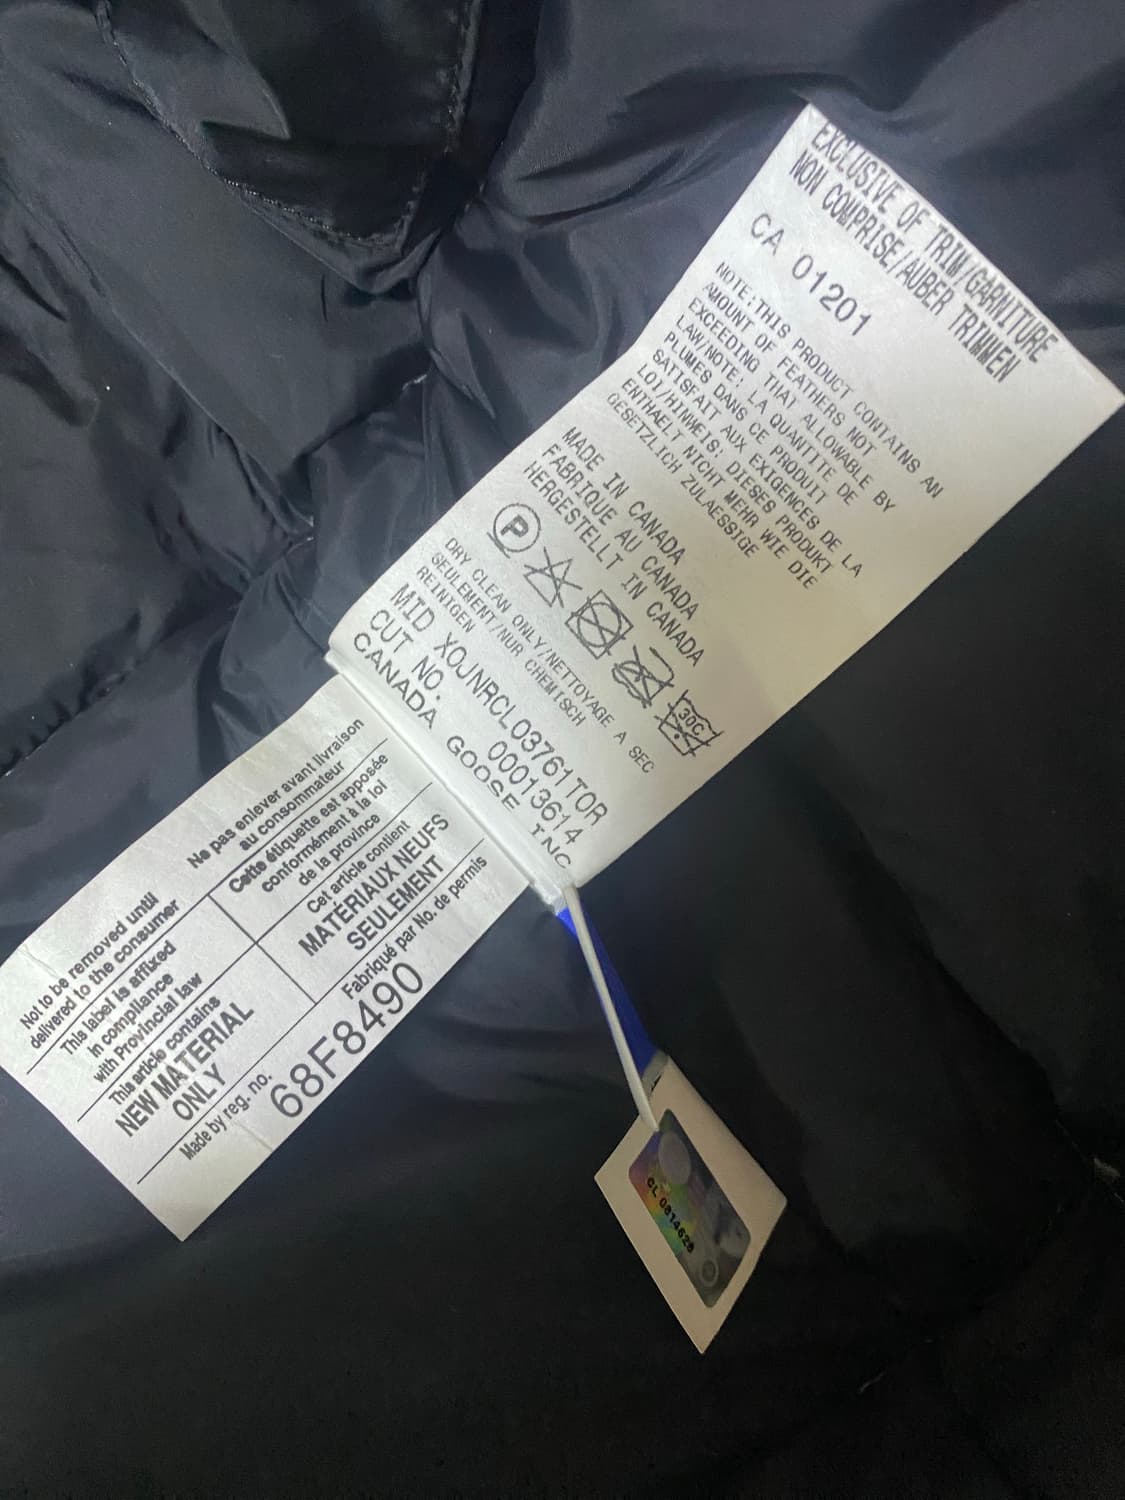 EXCLUSIVE OF TRIM/GARNITURE
NON COMPRISE/AUBER TRIMMEN
CA 01201
NOTE:THIS PRODUCT CONTAINS AN
AMOUNT OF FEATHERS NOT
EXCEEDING THAT ALLOWABLE BY
LAW/NOTE: LA QUANTITE DE
PLUMES DANS CE PRODUIT
SATISFAIT AUX EXIGENCES DE LA
LOI/HINWEIS: DIESES PRODUKT
ENTHAELT NICHT MEHR WIE DIE
GESETZLICH ZULAESSIGE
MADE IN CANADA
FABRIQUE AU CANADA
HERGESTELLT IN CANADA
P
30C
DRY CLEAN ONLY/NETTOYAGE A SEC
SEULEMENT/NUR CHEMISCH
REINIGEN
MID XOJNRCL03761TOR
CUT NO. 00013614
CANADA GOOSE INC
Not to be removed until
delivered to the consumer
This label is affixed
in compliance
with Provincial law
This article contains
NEW MATERIAL
ONLY
Made by reg. no.
Ne pas enlever avant livraison
au consommateur
Cette étiquette est apposée
conformément à la loi
de la province
Cet article contient
MATÉRIAUX NEUFS
SEULEMENT
Fabriqué par No. de permis
68F8490
CL 0814628